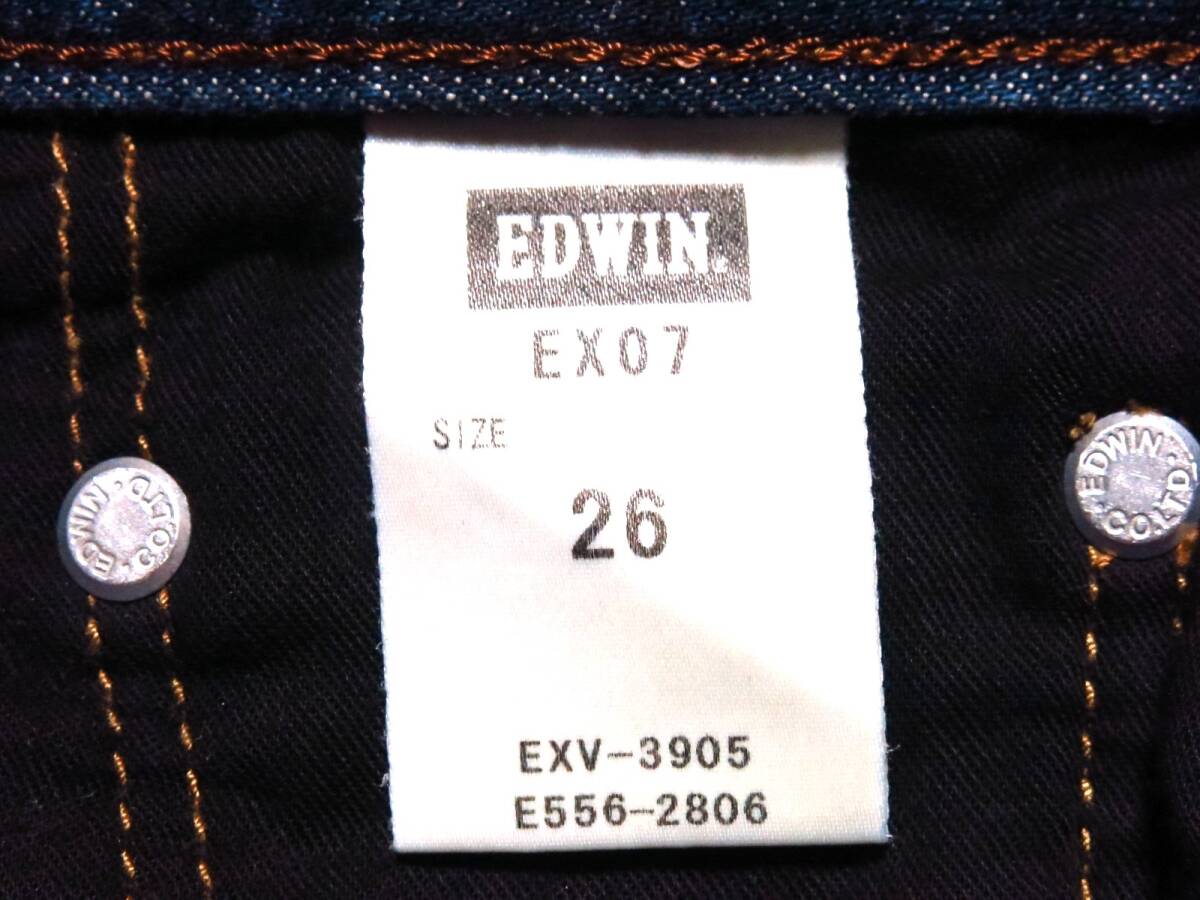 EDWIN.
EX07
SIZE
26
EXV-3905
E556-2806
EDWIN · CO.LTD ·
EDWIN · CO.LTD